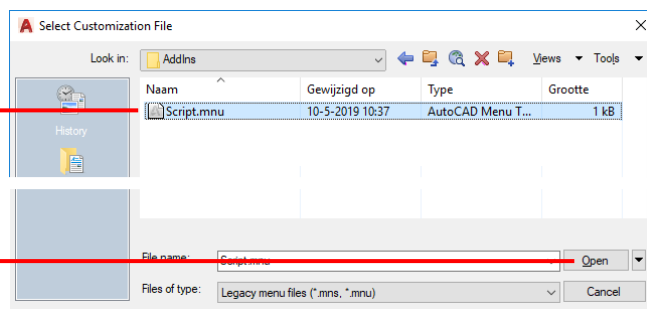 Select Customization File
Look in: AddIns Views Tools
Naam Gewijzigd op Type Grootte
Script.mnu 10-5-2019 10:37 AutoCAD Menu T... 1 kB
History
File name: Script.mnu Open
Files of type: Legacy menu files (*.mns, *.mnu) Cancel